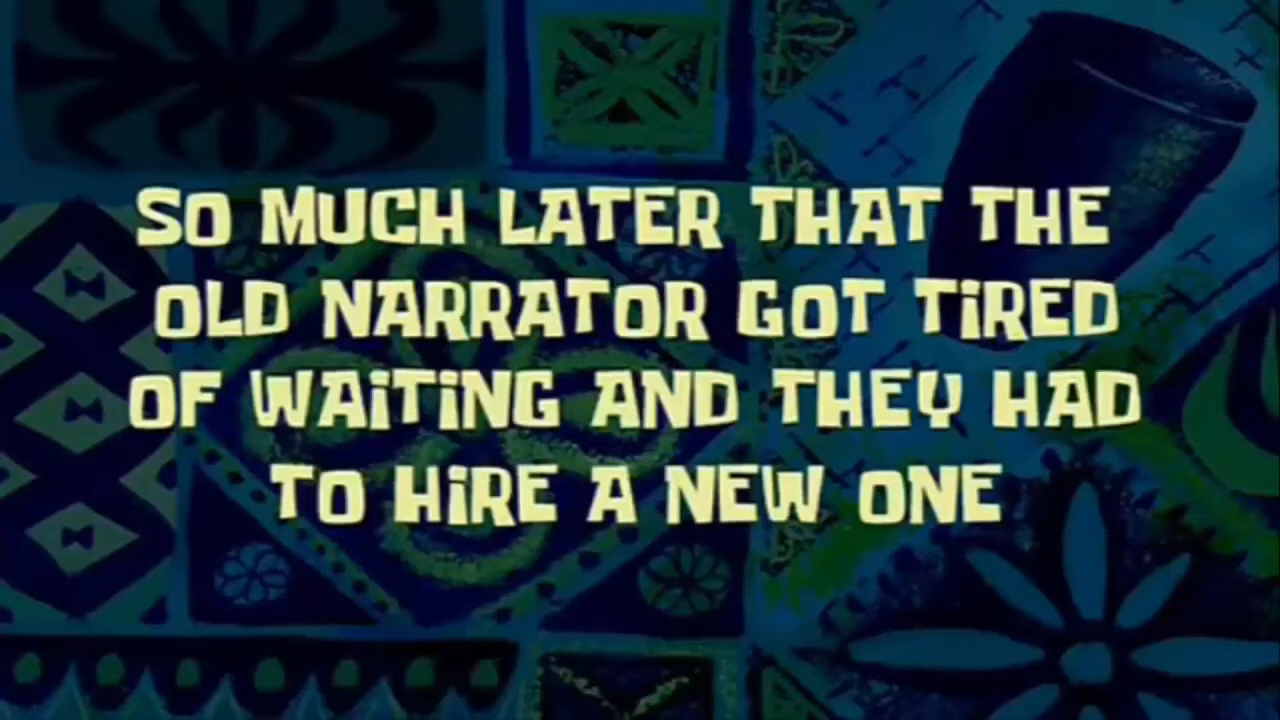 SO MUCH LATER THAT THE
OLD NARRATOR GOT TiRED
OF WAiTiNG AND THEY HAD
TO HiRE A NEW ONE